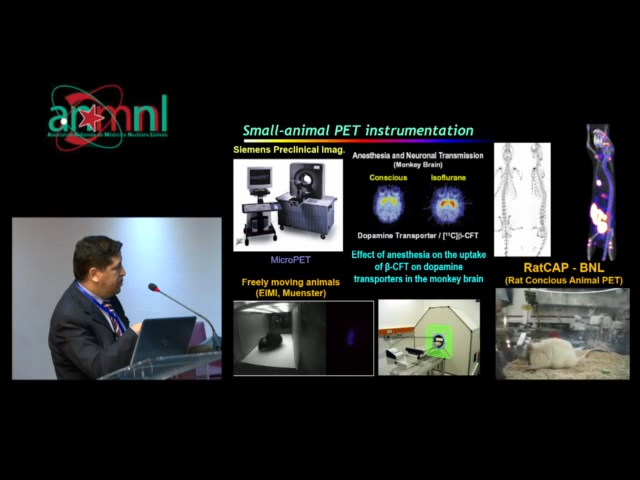 anmnl
Small-animal PET instrumentation
Siemens Preclinical Imag.
MicroPET
Freely moving animals
(EIMI, Muenster)
Anesthesia and Neuronal Transmission
(Monkey Brain)
Conscious Isoflurane
Dopamine Transporter / [¹¹C]β-CFT
Effect of anesthesia on the uptake
of β-CFT on dopamine
transporters in the monkey brain
RatCAP - BNL
(Rat Concious Animal PET)